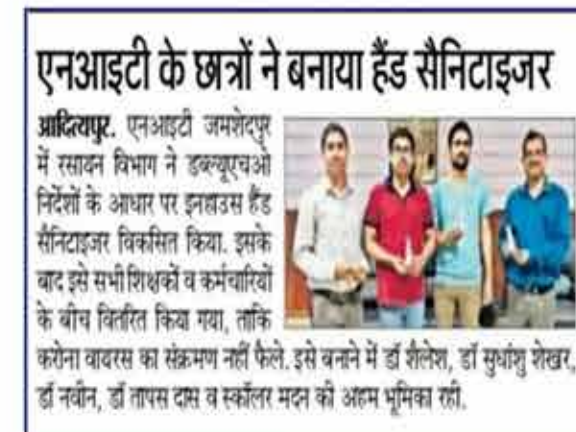 एनआइटी के छात्रों ने बनाया हैंड सैनिटाइजर
आदित्यपुर. एनआइटी जमशेदपुर
में रसायन विभाग ने डब्ल्यूएचओ
निर्देशों के आधार पर इनहाउस हैंड
सैनिटाइजर विकसित किया. इसके
बाद इसे सभी शिक्षकों व कर्मचारियों
के बीच वितरित किया गया, ताकि
करोना वायरस का संक्रमण नहीं फैले. इसे बनाने में डॉ शैलेश, डॉ सुधांशु शेखर,
डॉ नवीन, डॉ तापस दास व स्कॉलर मदन की अहम भूमिका रही.